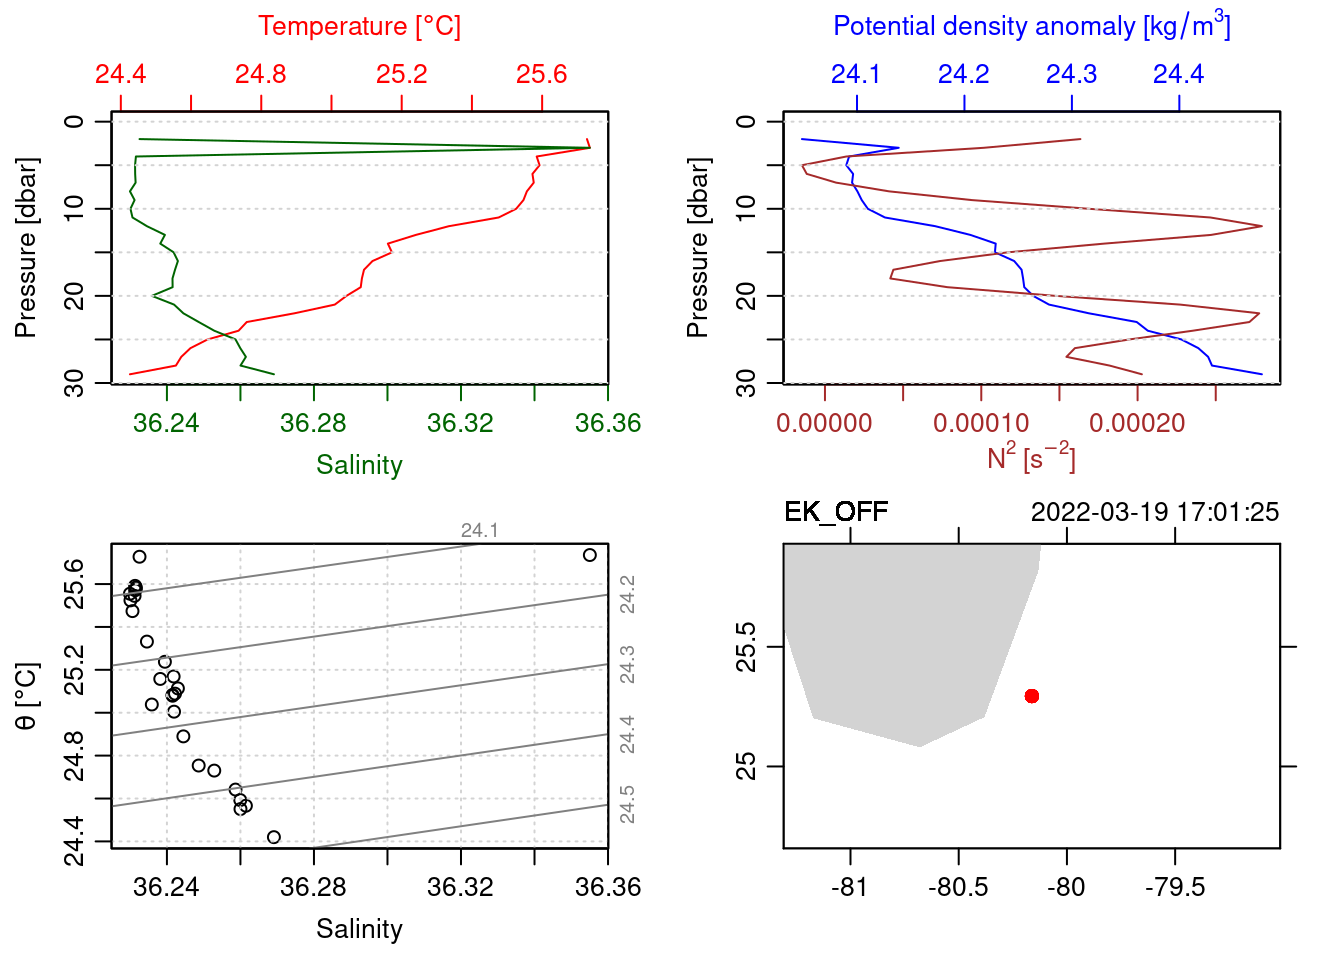 Temperature [°C]
24.4 24.8 25.2 25.6
Pressure [dbar]
0
10
20
30
36.24 36.28 36.32 36.36
Salinity
Potential density anomaly [kg/m³]
24.1 24.2 24.3 24.4
Pressure [dbar]
0
10
20
30
0.00000 0.00010 0.00020
N² [s⁻²]
24.1
θ [°C]
25.6
25.2
24.8
24.4
24.2
24.3
24.4
24.5
36.24 36.28 36.32 36.36
Salinity
EK_OFF 2022-03-19 17:01:25
25.5
25
-81 -80.5 -80 -79.5